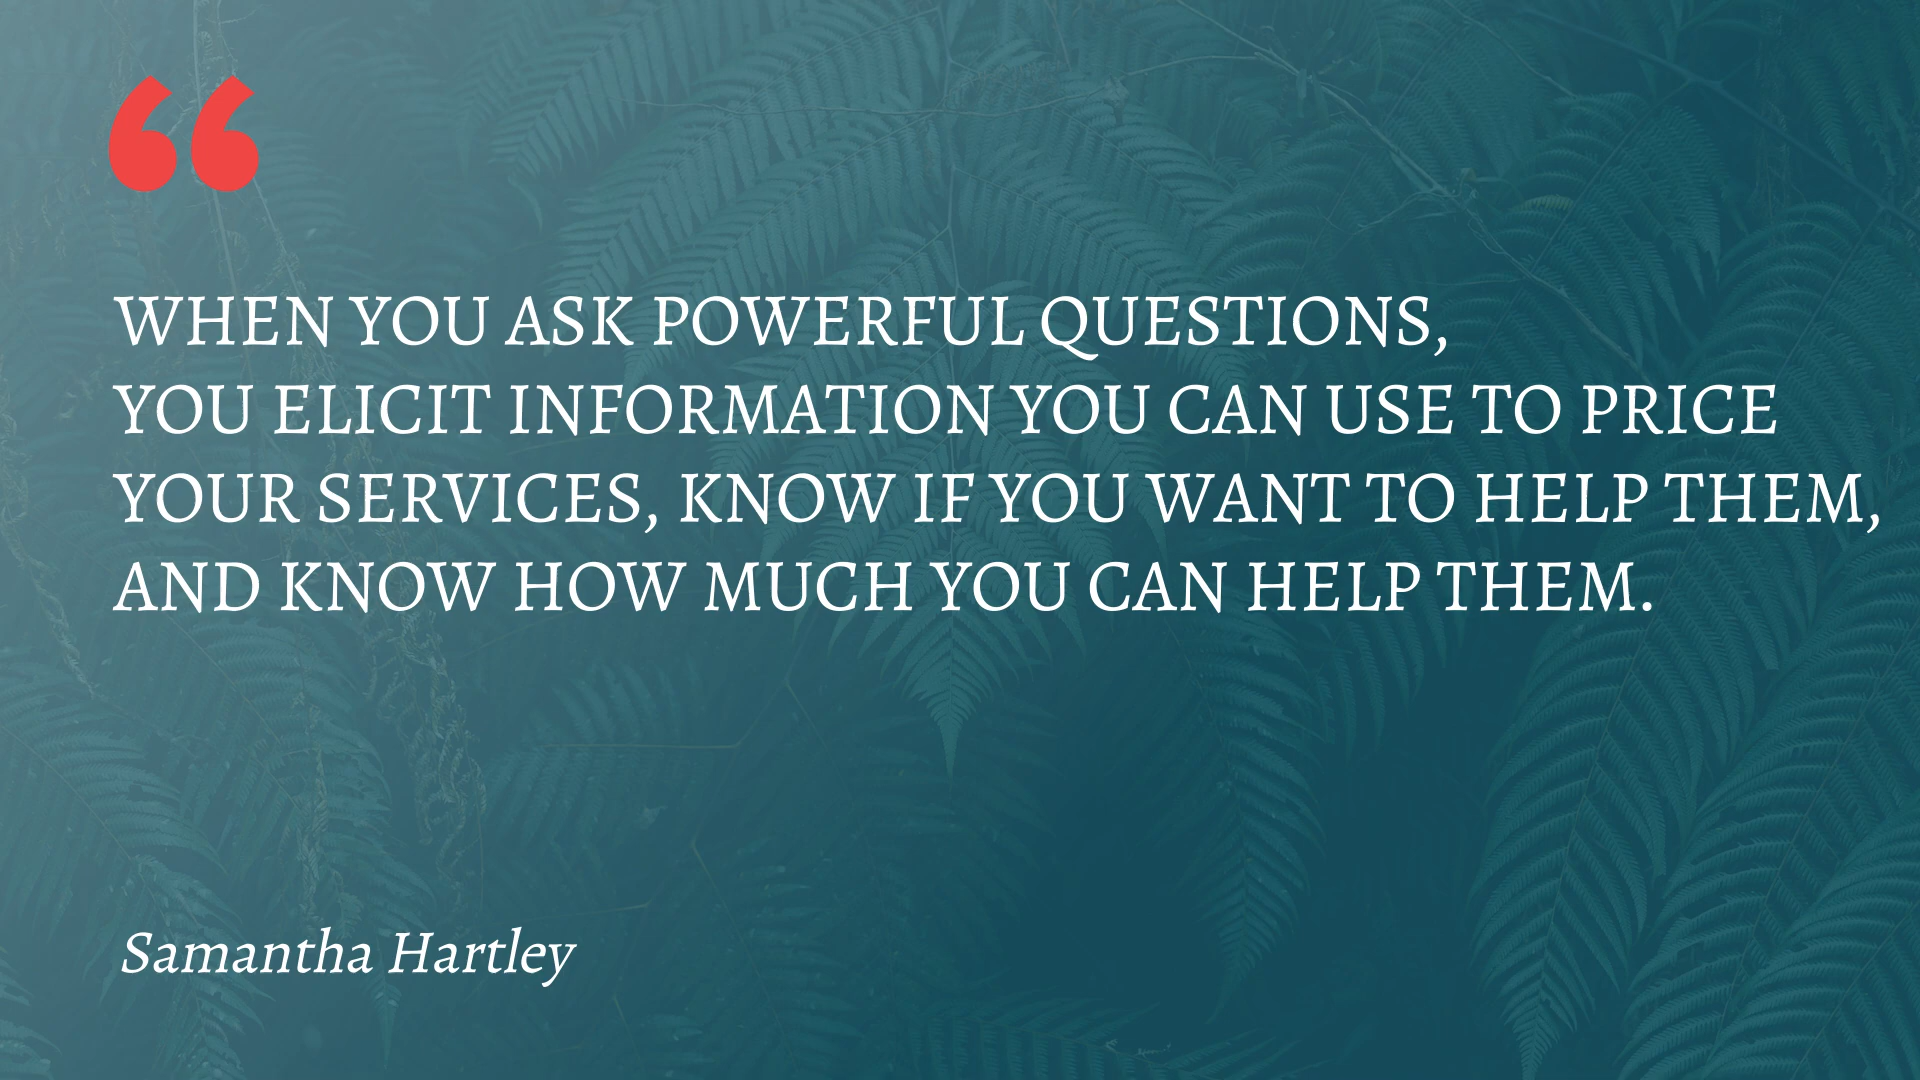 “
WHEN YOU ASK POWERFUL QUESTIONS,
YOU ELICIT INFORMATION YOU CAN USE TO PRICE
YOUR SERVICES, KNOW IF YOU WANT TO HELP THEM,
AND KNOW HOW MUCH YOU CAN HELP THEM.
Samantha Hartley